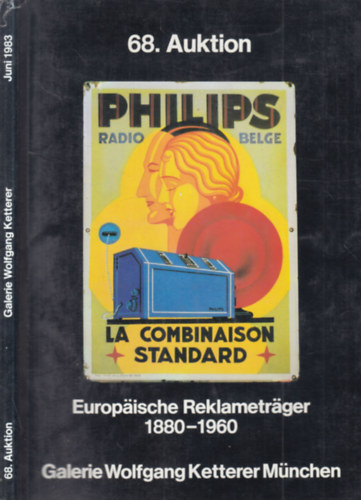 68. Auktion
PHILIPS
RADIO BELGE
LA COMBINAISON
STANDARD
Europäische Reklameträger
1880–1960
Galerie Wolfgang Ketterer München
Juni 1983
Galerie Wolfgang Ketterer
68. Auktion